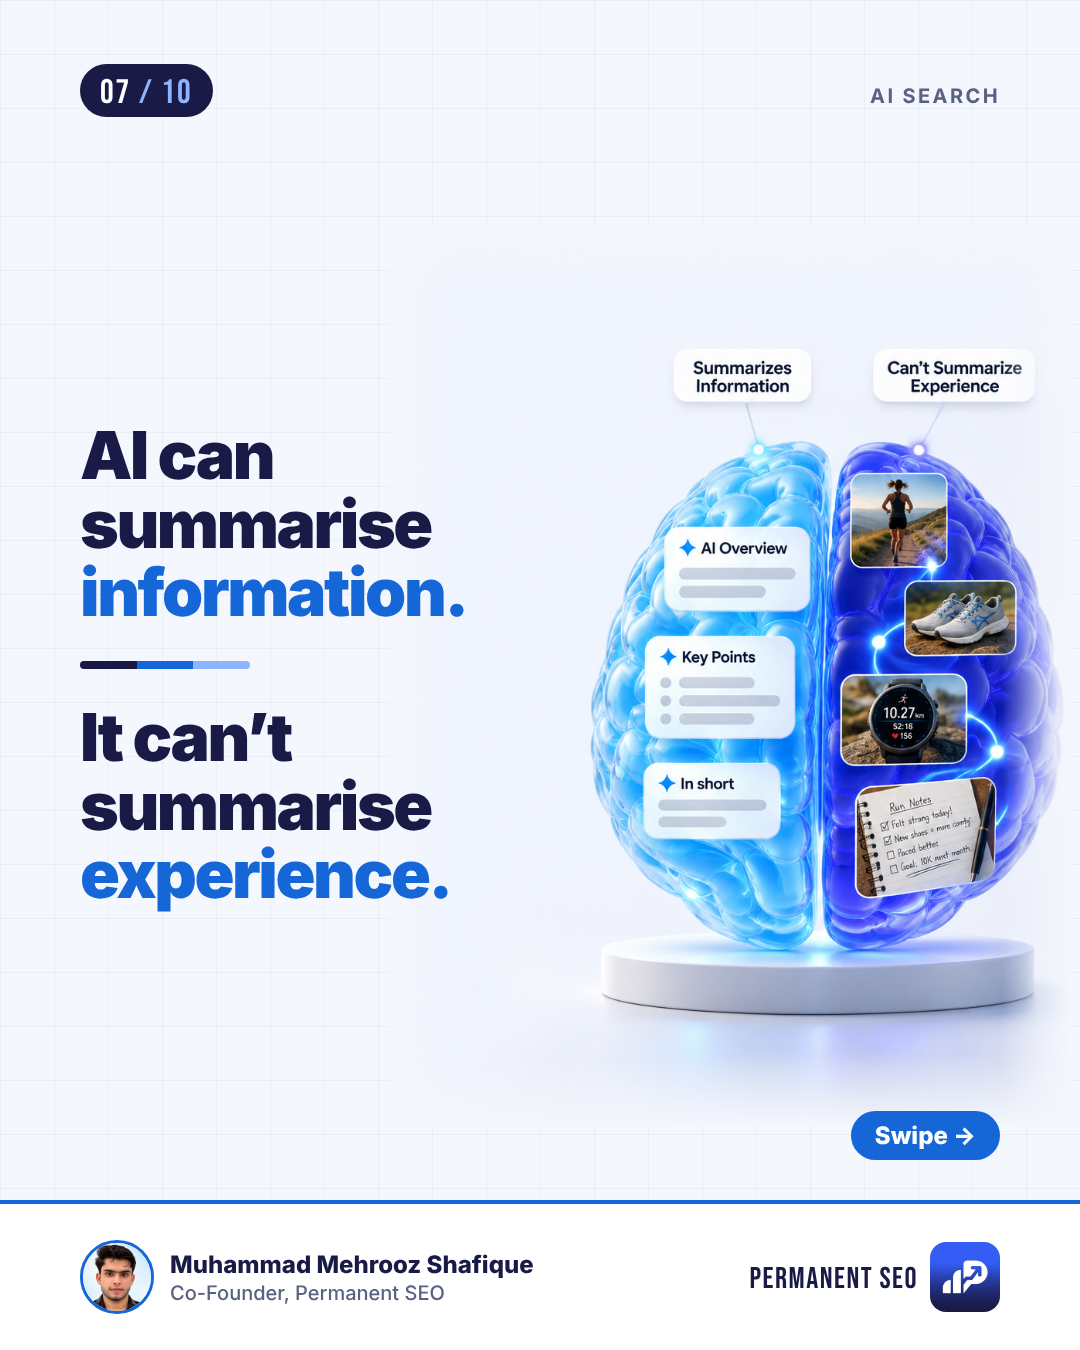 07 / 10
AI SEARCH
AI can
summarise
information.
It can’t
summarise
experience.
Summarizes
Information
Can’t Summarize
Experience
AI Overview
Key Points
In short
10.27 km
52:16
156
Run Notes
Felt strong today!
New shoes = more comfy!
Paced better
Goal: 10K next month.
Swipe →
Muhammad Mehrooz Shafique
Co-Founder, Permanent SEO
PERMANENT SEO